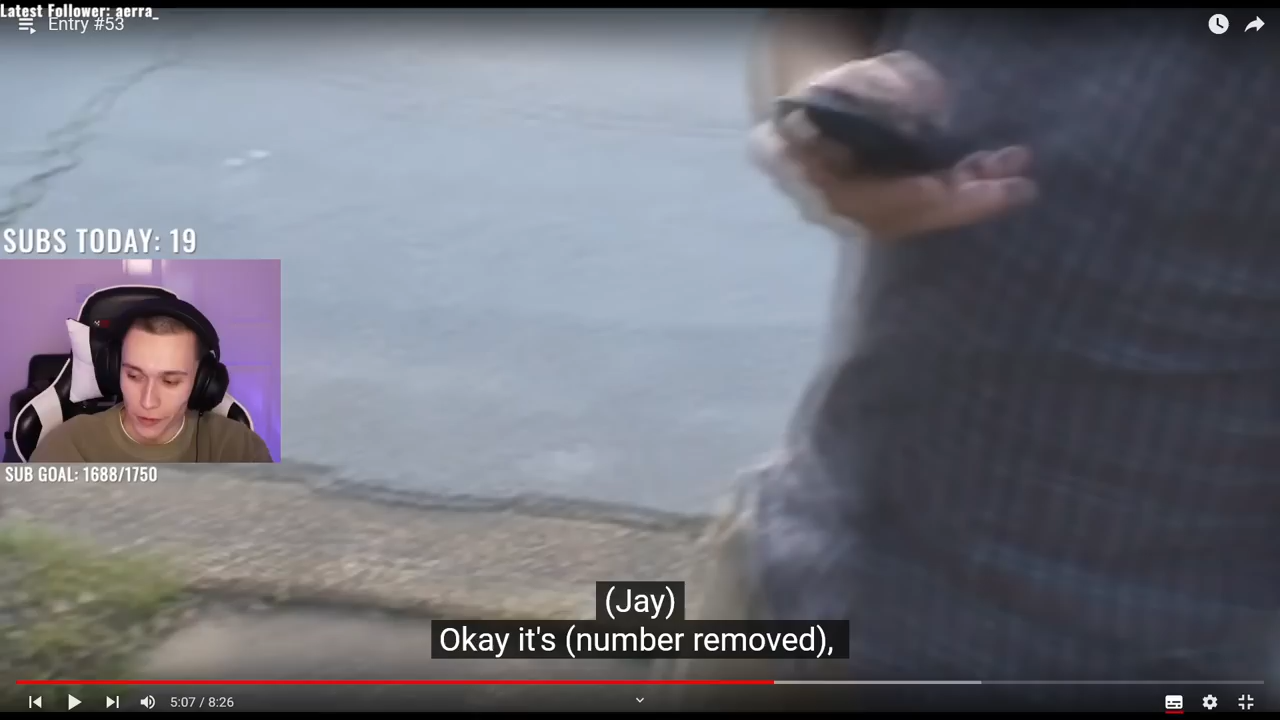 Latest Follower: aerra_
Entry #53
SUBS TODAY: 19
SUB GOAL: 1688/1750
(Jay)
Okay it's (number removed),
5:07 / 8:26